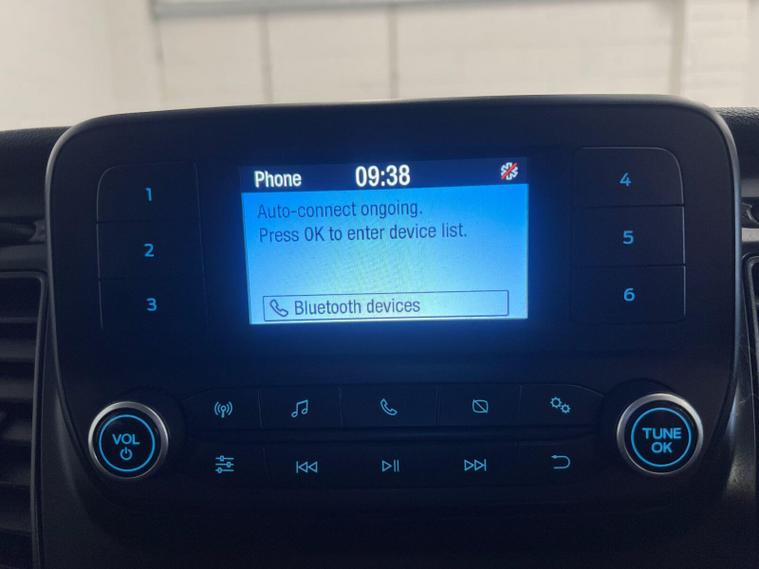 Phone 09:38
Auto-connect ongoing.
Press OK to enter device list.
Bluetooth devices
1
2
3
4
5
6
VOL
TUNE
OK